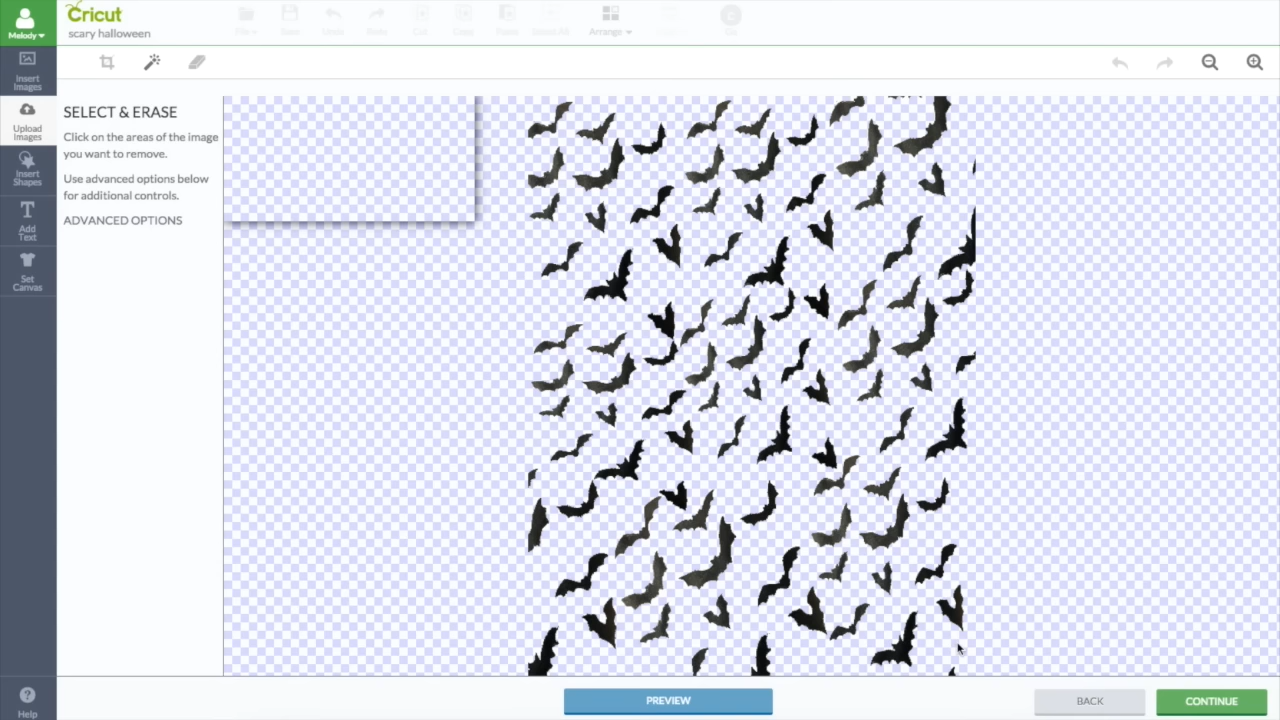 Melody
Cricut
scary halloween
Arrange
Insert
Images
Upload
Images
Insert
Shapes
Add
Text
Set
Canvas
Help
SELECT & ERASE
Click on the areas of the image
you want to remove.
Use advanced options below
for additional controls.
ADVANCED OPTIONS
PREVIEW
BACK
CONTINUE